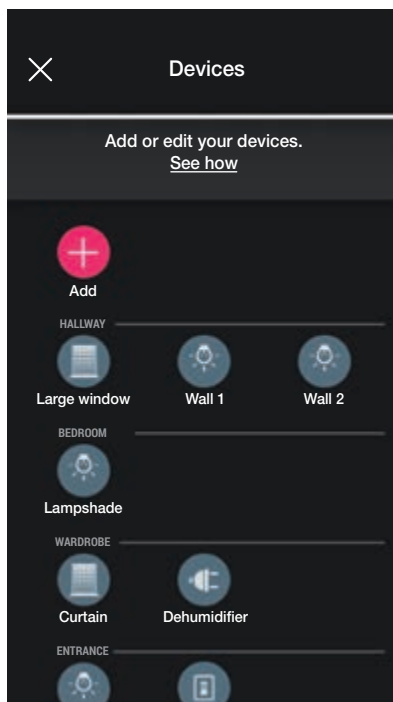 Devices
Add or edit your devices.
See how
Add
HALLWAY
Large window
Wall 1
Wall 2
BEDROOM
Lampshade
WARDROBE
Curtain
Dehumidifier
ENTRANCE